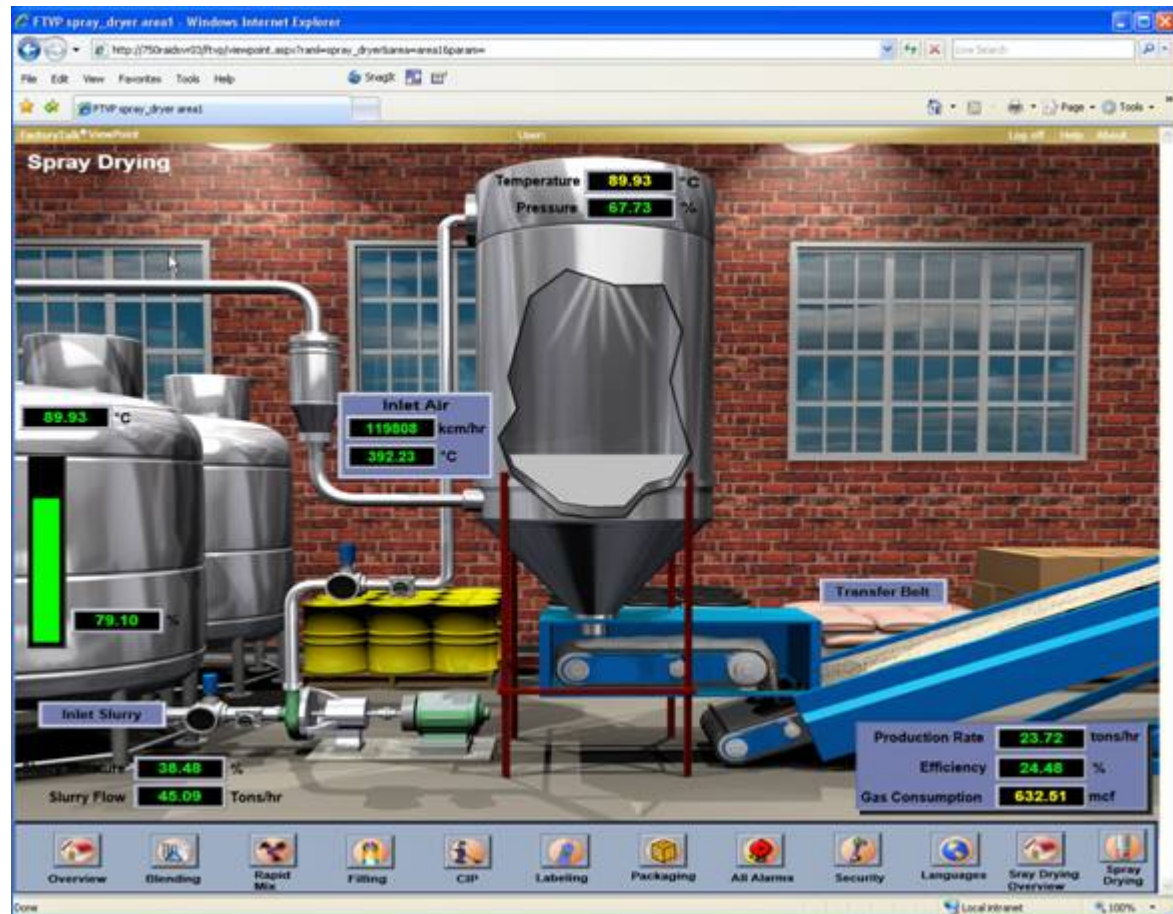 FTVP spray_dryer area1 - Windows Internet Explorer
Live Search
File Edit View Favorites Tools Help
SnagIt
FTVP spray_dryer area1
Page
Tools
FactoryTalk® ViewPoint
User:
Log off Help About
Spray Drying
Temperature 89.93 °C
Pressure 67.73 %
89.93 °C
Inlet Air
119808 kcm/hr
392.23 °C
79.10 %
Transfer Belt
Inlet Slurry
38.48 %
Slurry Flow 45.09 Tons/hr
Production Rate 23.72 tons/hr
Efficiency 24.48 %
Gas Consumption 632.51 mcf
Overview
Blending
Rapid Mix
Filling
CIP
Labeling
Packaging
All Alarms
Security
Languages
Sray Drying Overview
Spray Drying
Done
Local intranet
100%